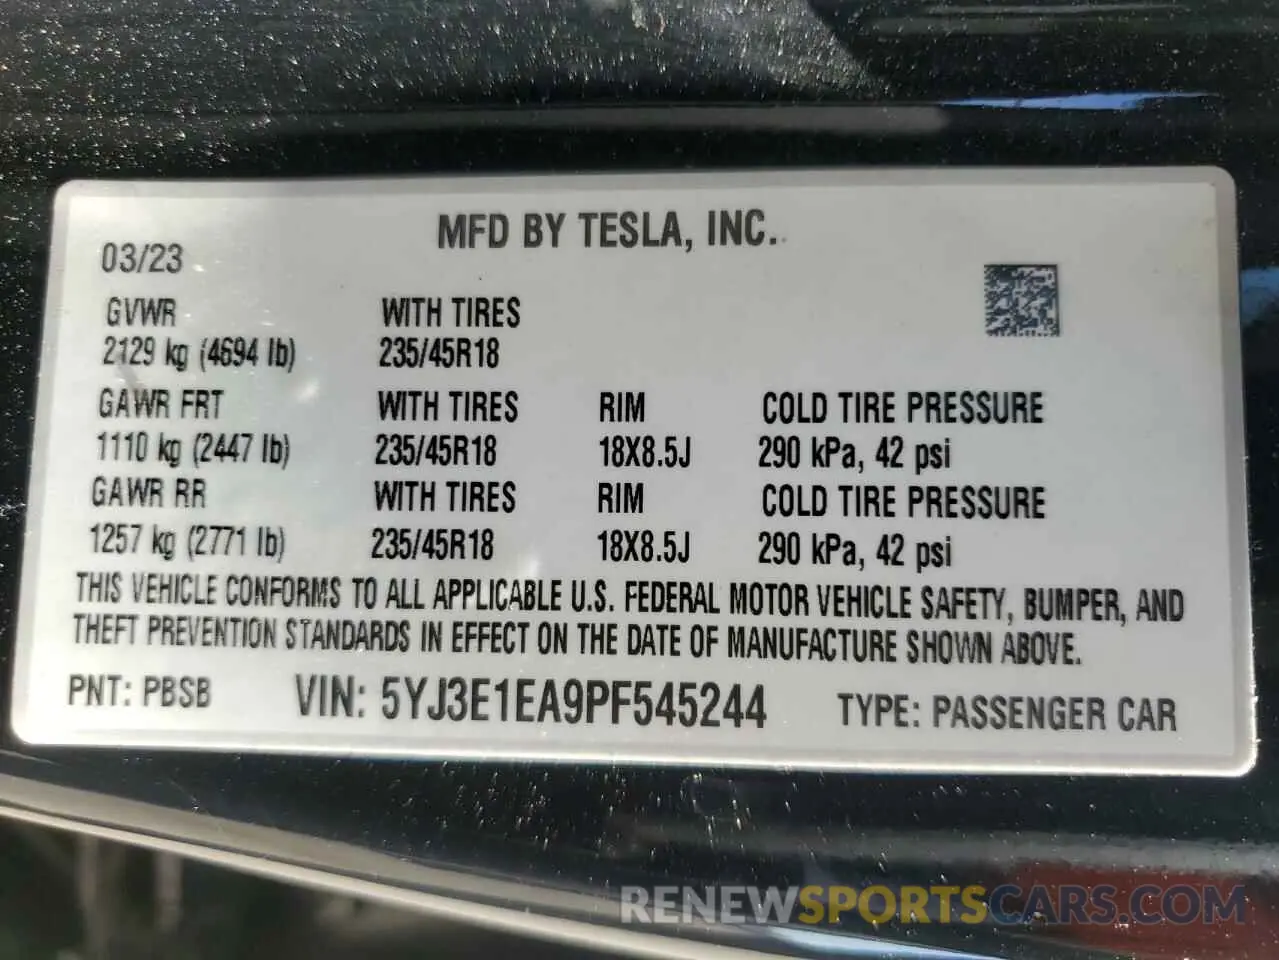 MFD BY TESLA, INC.
03/23
GVWR WITH TIRES
2129 kg (4694 lb) 235/45R18
GAWR FRT WITH TIRES RIM COLD TIRE PRESSURE
1110 kg (2447 lb) 235/45R18 18X8.5J 290 kPa, 42 psi
GAWR RR WITH TIRES RIM COLD TIRE PRESSURE
1257 kg (2771 lb) 235/45R18 18X8.5J 290 kPa, 42 psi
THIS VEHICLE CONFORMS TO ALL APPLICABLE U.S. FEDERAL MOTOR VEHICLE SAFETY, BUMPER, AND
THEFT PREVENTION STANDARDS IN EFFECT ON THE DATE OF MANUFACTURE SHOWN ABOVE.
PNT: PBSB VIN: 5YJ3E1EA9PF545244 TYPE: PASSENGER CAR
RENEWSPORTSCARS.COM